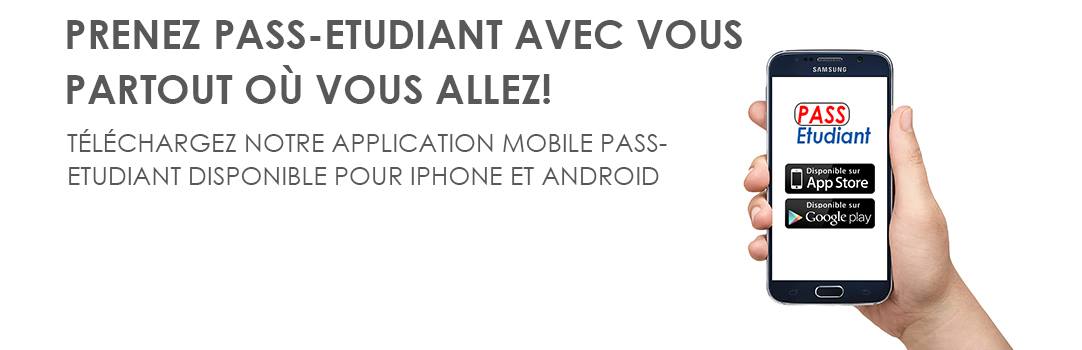 PRENEZ PASS-ETUDIANT AVEC VOUS
PARTOUT OÙ VOUS ALLEZ!
TÉLÉCHARGEZ NOTRE APPLICATION MOBILE PASS-
ETUDIANT DISPONIBLE POUR IPHONE ET ANDROID
SAMSUNG
PASS
Etudiant
Disponible sur
App Store
Disponible sur
Google play